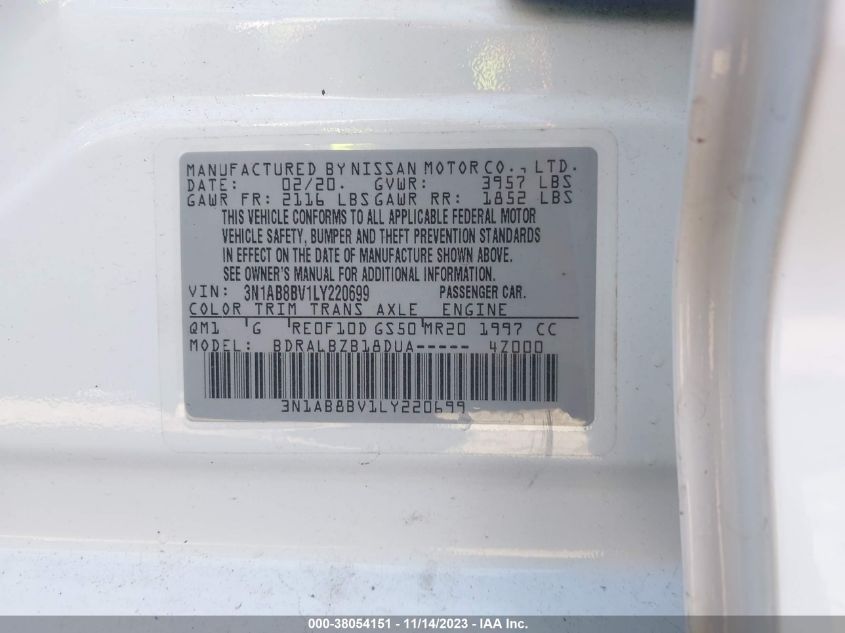 MANUFACTURED BY NISSAN MOTOR CO., LTD.
DATE: 02/20. GVWR: 3957 LBS
GAWR FR: 2116 LBS GAWR RR: 1852 LBS
THIS VEHICLE CONFORMS TO ALL APPLICABLE FEDERAL MOTOR
VEHICLE SAFETY, BUMPER AND THEFT PREVENTION STANDARDS
IN EFFECT ON THE DATE OF MANUFACTURE SHOWN ABOVE.
SEE OWNER'S MANUAL FOR ADDITIONAL INFORMATION.
VIN: 3N1AB8BV1LY220699 PASSENGER CAR.
COLOR TRIM TRANS AXLE ENGINE
QM1 G RE0F10D GS50 MR20 1997 CC
MODEL: BDRALBZB18DUA----- 4Z000
3N1AB8BV1LY220699
000-38054151 - 11/14/2023 - IAA Inc.